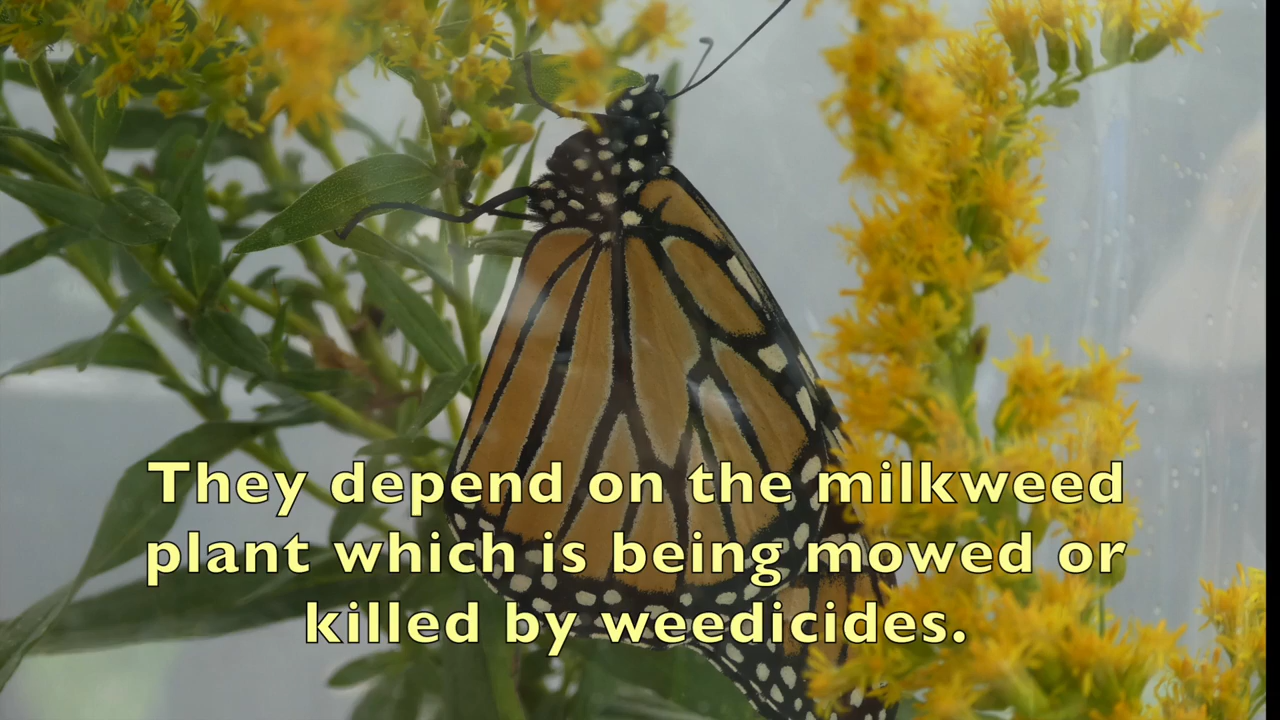 They depend on the milkweed
plant which is being mowed or
killed by weedicides.